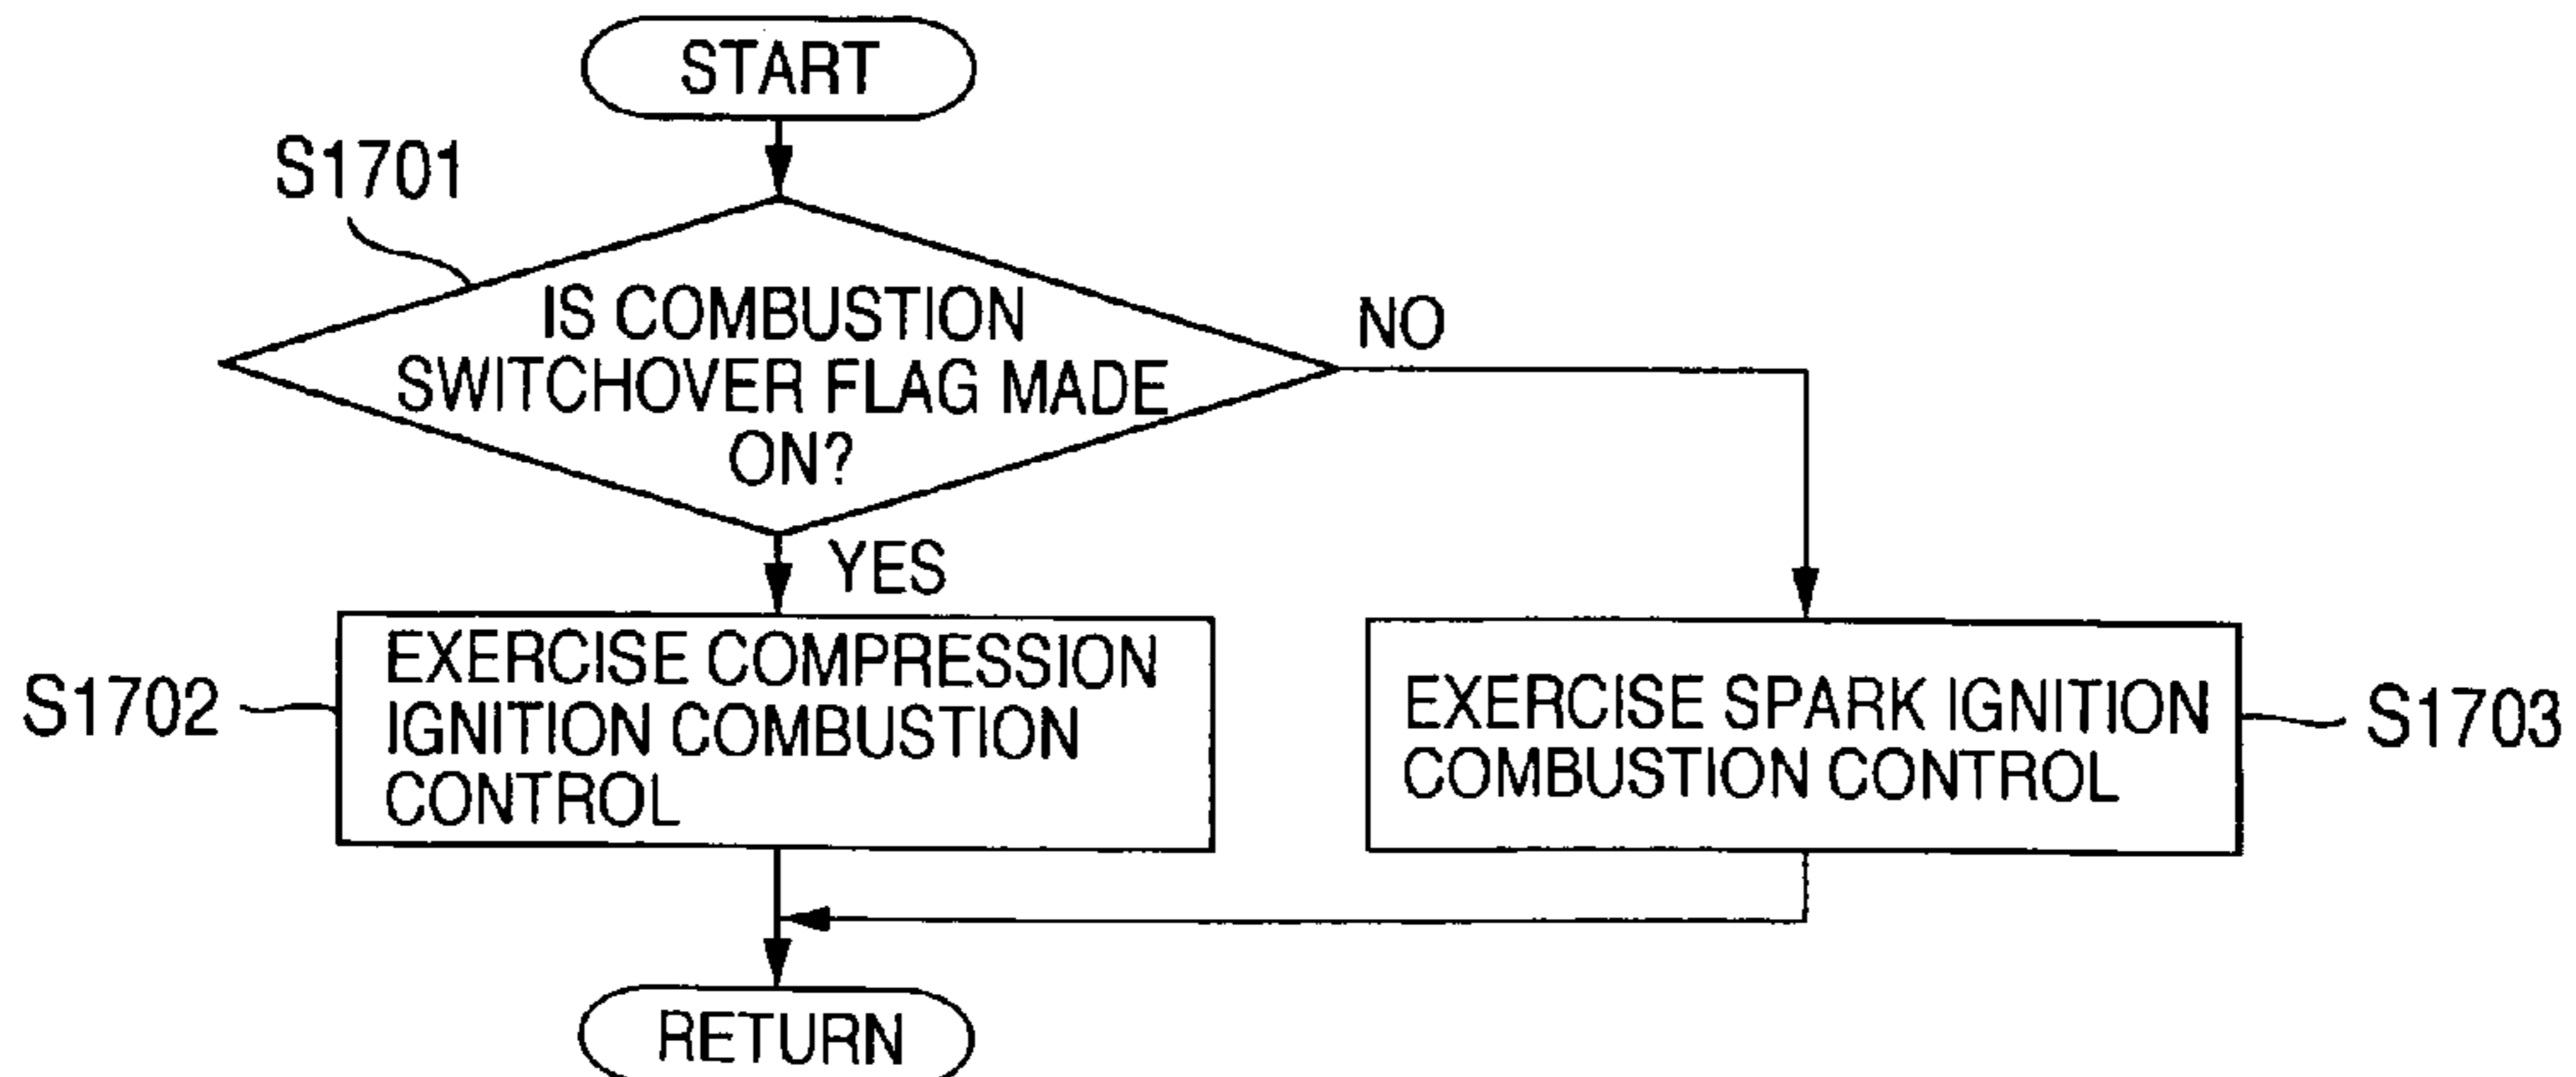 START
S1701
IS COMBUSTION
SWITCHOVER FLAG MADE
ON?
NO
YES
S1702
EXERCISE COMPRESSION
IGNITION COMBUSTION
CONTROL
EXERCISE SPARK IGNITION
COMBUSTION CONTROL
S1703
RETURN